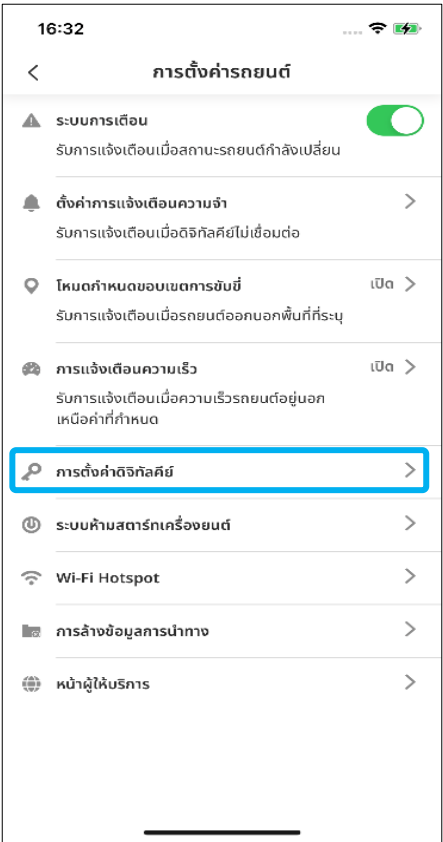 16:32
การตั้งค่ารถยนต์
ระบบการเตือน
รับการแจ้งเตือนเมื่อสถานะรถยนต์กำลังเปลี่ยน
ตั้งค่าการแจ้งเตือนความจำ
รับการแจ้งเตือนเมื่อดิจิทัลคีย์ไม่เชื่อมต่อ
โหมดกำหนดขอบเขตการขับขี่ เปิด
รับการแจ้งเตือนเมื่อรถยนต์ออกนอกพื้นที่ที่ระบุ
การแจ้งเตือนความเร็ว เปิด
รับการแจ้งเตือนเมื่อความเร็วรถยนต์อยู่นอก
เหนือค่าที่กำหนด
การตั้งค่าดิจิทัลคีย์
ระบบห้ามสตาร์ทเครื่องยนต์
Wi-Fi Hotspot
การล้างข้อมูลการนำทาง
หน้าผู้ให้บริการ